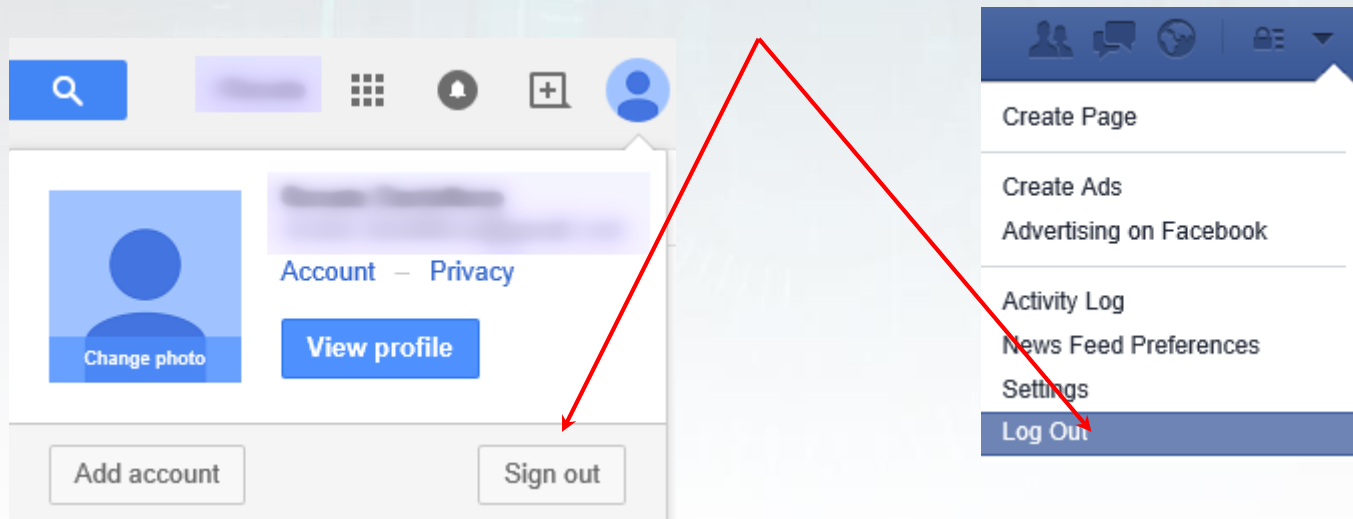 Account – Privacy
View profile
Change photo
Add account
Sign out
Create Page
Create Ads
Advertising on Facebook
Activity Log
News Feed Preferences
Settings
Log Out